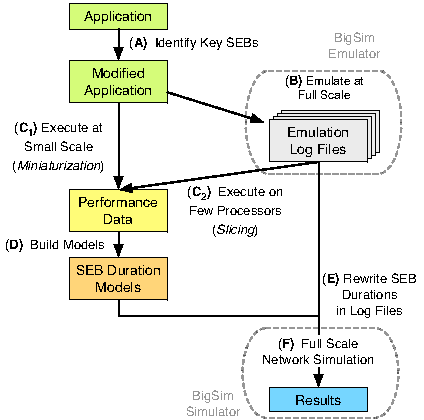 Application
(A) Identify Key SEBs
BigSim
Emulator
Modified
Application
(B) Emulate at
Full Scale
(C1) Execute at
Small Scale
(Miniaturization)
Emulation
Log Files
(C2) Execute on
Few Processors
(Slicing)
Performance
Data
(D) Build Models
SEB Duration
Models
(E) Rewrite SEB
Durations
in Log Files
(F) Full Scale
Network Simulation
BigSim
Simulator
Results